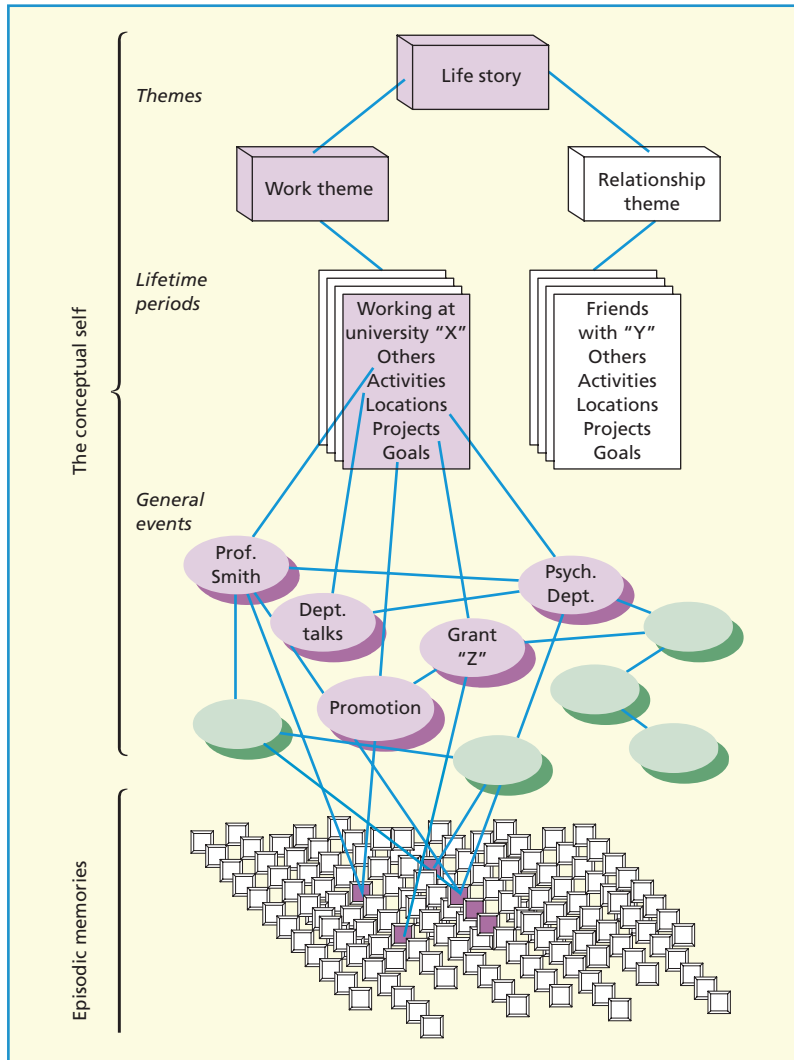 Themes
Life story
Work theme
Relationship
theme
The conceptual self
Lifetime
periods
Working at
university “X”
Others
Activities
Locations
Projects
Goals
Friends
with “Y”
Others
Activities
Locations
Projects
Goals
General
events
Prof.
Smith
Psych.
Dept.
Dept.
talks
Grant
“Z”
Promotion
Episodic memories